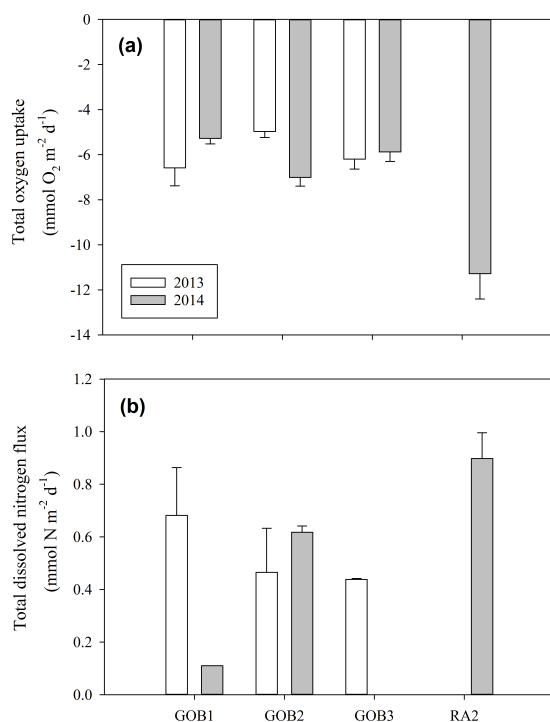 (a)
Total oxygen uptake
(mmol O2 m-2 d-1)
0
-2
-4
-6
-8
-10
-12
-14
2013
2014
(b)
Total dissolved nitrogen flux
(mmol N m-2 d-1)
1.2
1.0
0.8
0.6
0.4
0.2
0.0
GOB1 GOB2 GOB3 RA2